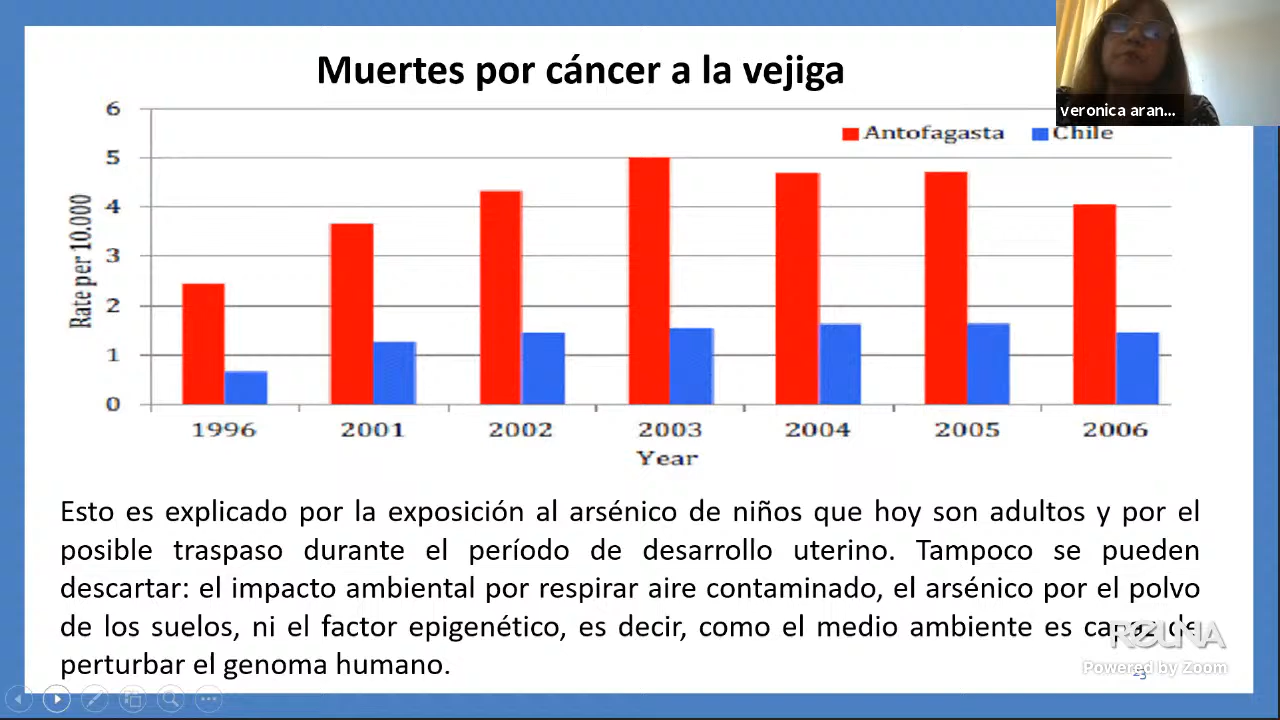 Muertes por cáncer a la vejiga
veronica aran...
6
Antofagasta Chile
5
4
3
2
1
0
Rate per 10.000
1996 2001 2002 2003 2004 2005 2006
Year
Esto es explicado por la exposición al arsénico de niños que hoy son adultos y por el
posible traspaso durante el período de desarrollo uterino. Tampoco se pueden
descartar: el impacto ambiental por respirar aire contaminado, el arsénico por el polvo
de los suelos, ni el factor epigenético, es decir, como el medio ambiente es capaz de
perturbar el genoma humano.
REUNA
Powered by Zoom
23